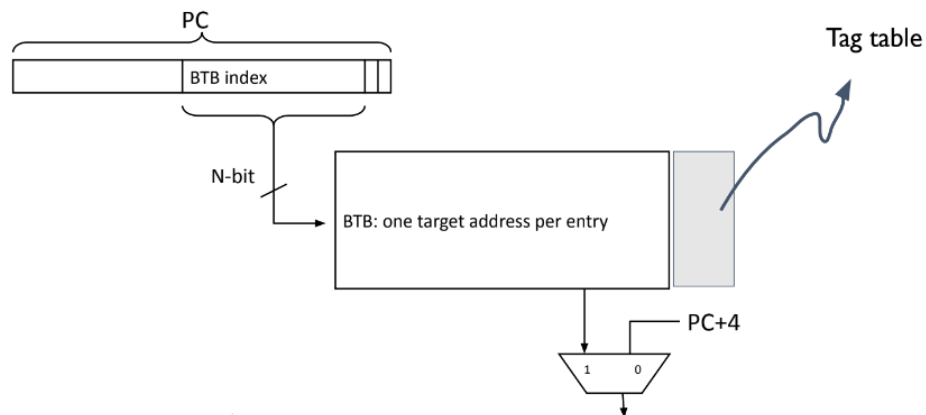 PC
Tag table
BTB index
N-bit
BTB: one target address per entry
PC+4
1 0